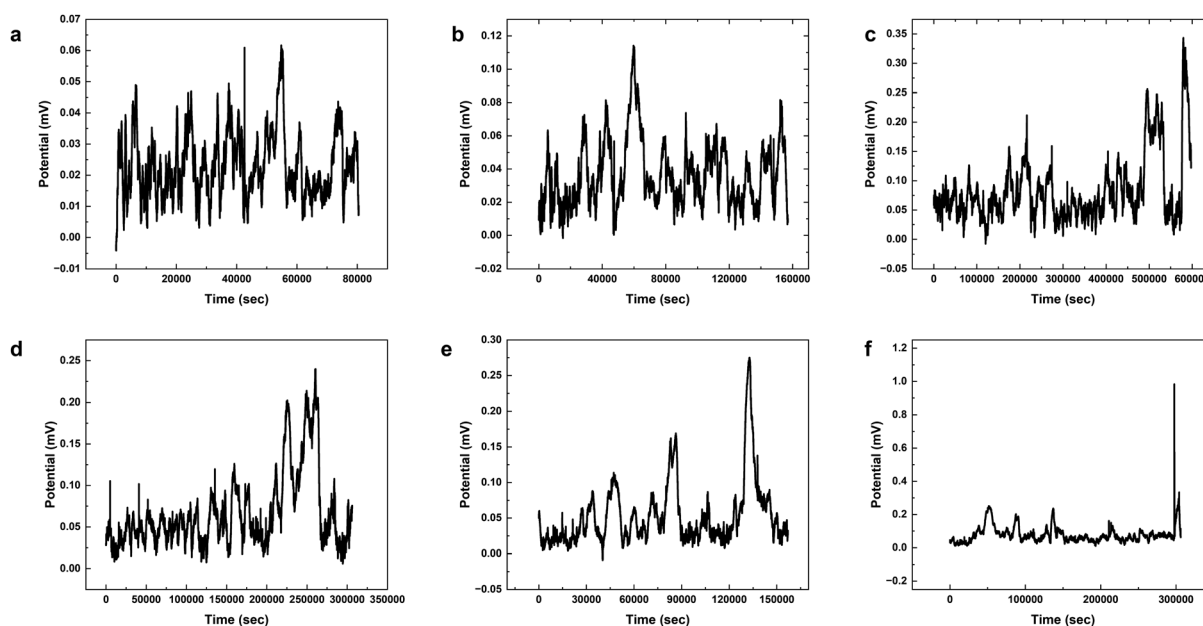 a
0.07
0.06
0.05
0.04
0.03
0.02
0.01
0.00
−0.01
Potential (mV)
0 20000 40000 60000 80000
Time (sec)
b
0.12
0.10
0.08
0.06
0.04
0.02
0.00
−0.02
Potential (mV)
0 40000 80000 120000 160000
Time (sec)
c
0.35
0.30
0.25
0.20
0.15
0.10
0.05
0.00
−0.05
Potential (mV)
0 100000 200000 300000 400000 500000 60000
Time (sec)
d
0.25
0.20
0.15
0.10
0.05
0.00
Potential (mV)
0 50000 100000 150000 200000 250000 300000 350000
Time (sec)
e
0.30
0.25
0.20
0.15
0.10
0.05
0.00
−0.05
Potential (mV)
0 30000 60000 90000 120000 150000
Time (sec)
f
1.2
1.0
0.8
0.6
0.4
0.2
0.0
−0.2
Potential (mV)
0 100000 200000 300000
Time (sec)